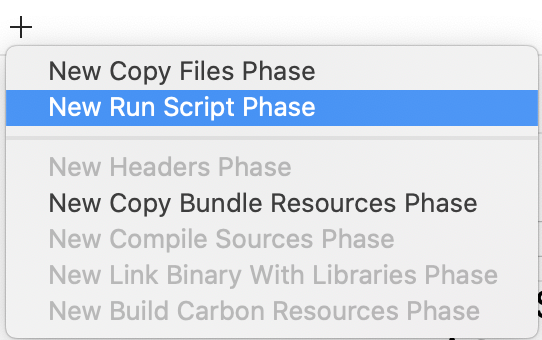 New Copy Files Phase
New Run Script Phase
New Headers Phase
New Copy Bundle Resources Phase
New Compile Sources Phase
New Link Binary With Libraries Phase
New Build Carbon Resources Phase